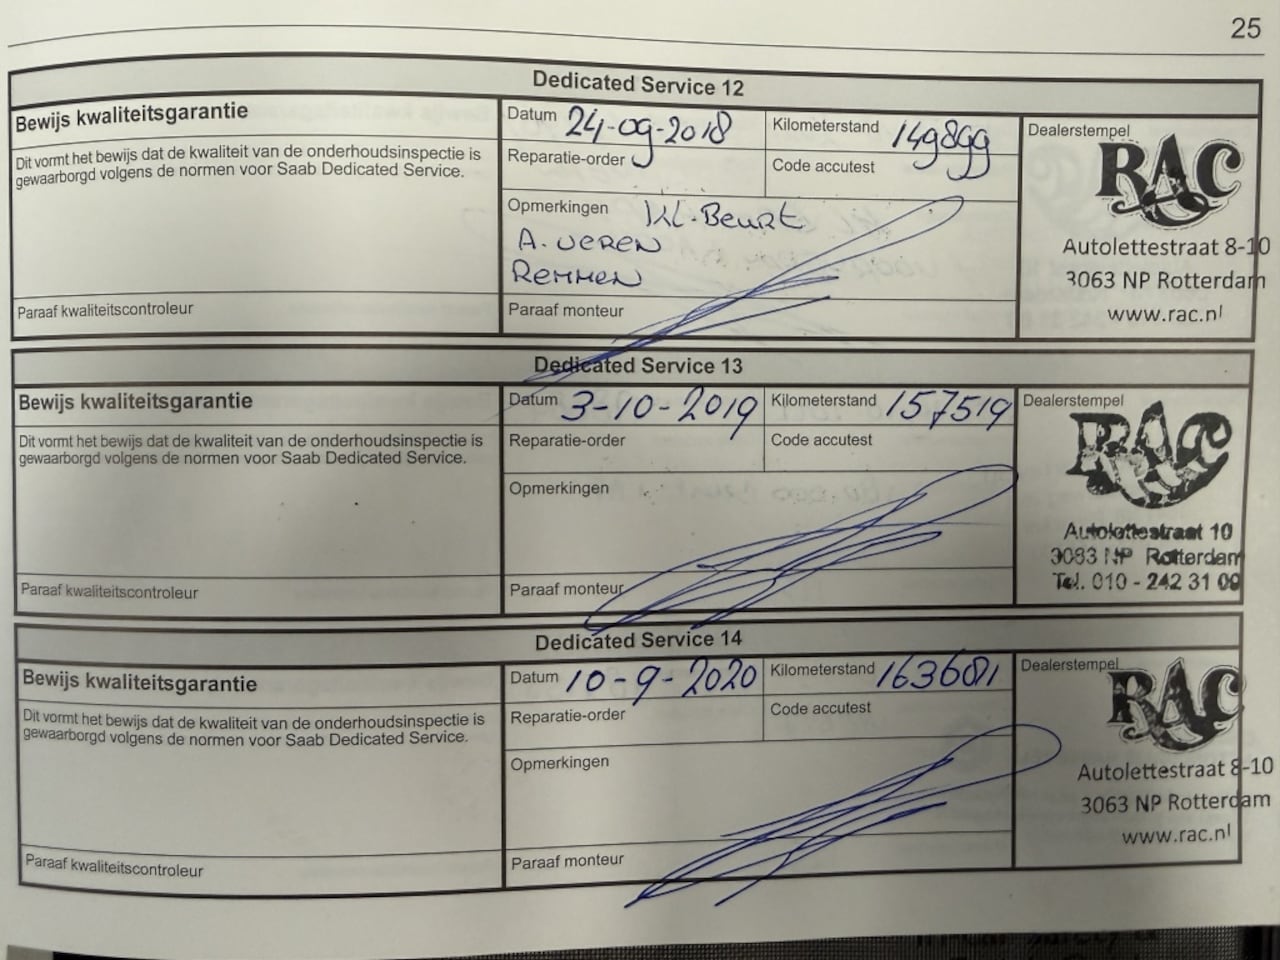 25
Dedicated Service 12
Bewijs kwaliteitsgarantie
Dit vormt het bewijs dat de kwaliteit van de onderhoudsinspectie is
gewaarborgd volgens de normen voor Saab Dedicated Service.
Paraaf kwaliteitscontroleur
Datum 24-09-2018
Kilometerstand 149899
Reparatie-order
Code accutest
Opmerkingen Kl. Beurt
A. VEREN
REMMEN
Paraaf monteur
Dealerstempel
RAC
Autolettestraat 8-10
3063 NP Rotterdam
www.rac.nl
Dedicated Service 13
Bewijs kwaliteitsgarantie
Dit vormt het bewijs dat de kwaliteit van de onderhoudsinspectie is
gewaarborgd volgens de normen voor Saab Dedicated Service.
Paraaf kwaliteitscontroleur
Datum 3-10-2019
Kilometerstand 157519
Reparatie-order
Code accutest
Opmerkingen
Paraaf monteur
Dealerstempel
RAC
Autolettestraat 10
3063 NP Rotterdam
Tel. 010 - 242 31 09
Dedicated Service 14
Bewijs kwaliteitsgarantie
Dit vormt het bewijs dat de kwaliteit van de onderhoudsinspectie is
gewaarborgd volgens de normen voor Saab Dedicated Service.
Paraaf kwaliteitscontroleur
Datum 10-9-2020
Kilometerstand
Reparatie-order
Code accutest
Opmerkingen
Paraaf monteur
Dealerstempel
RAC
Autolettestraat 8-10
3063 NP Rotterdam
www.rac.nl